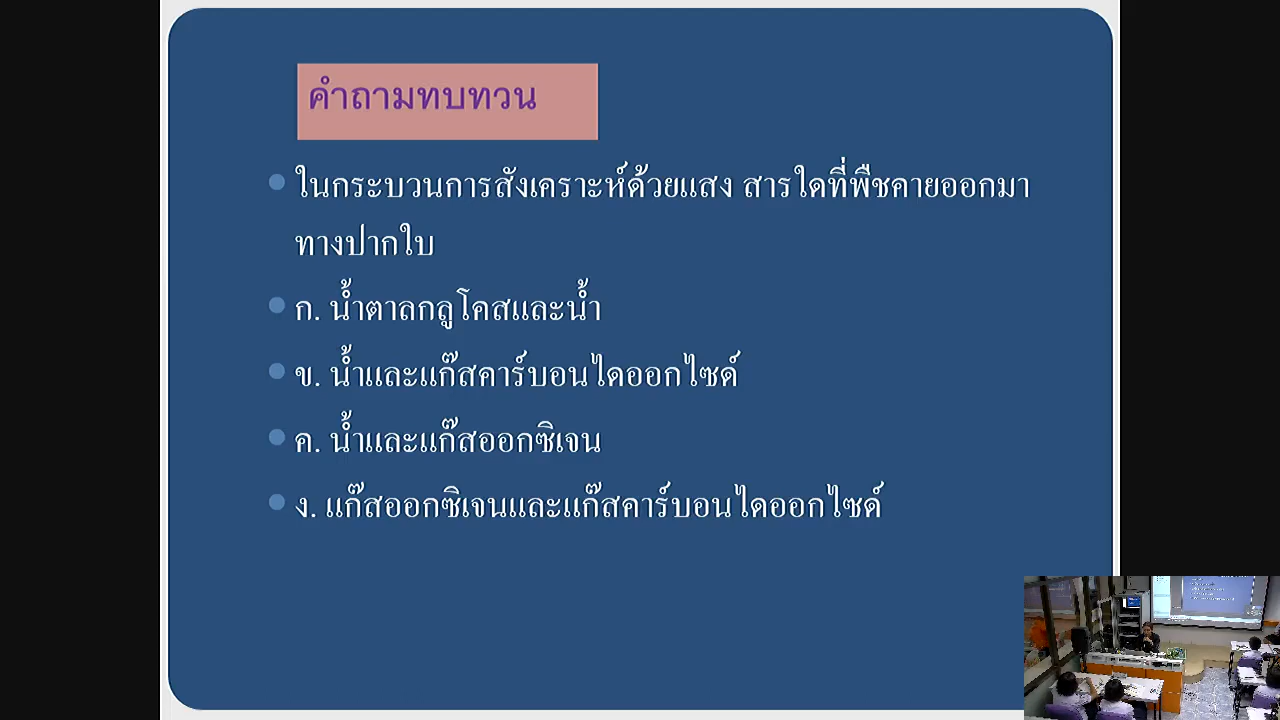 คำถามทบทวน
ในกระบวนการสังเคราะห์ด้วยแสง สารใดที่พืชคายออกมา
ทางปากใบ
ก. น้ำตาลกลูโคสและน้ำ
ข. น้ำและแก๊สคาร์บอนไดออกไซด์
ค. น้ำและแก๊สออกซิเจน
ง. แก๊สออกซิเจนและแก๊สคาร์บอนไดออกไซด์